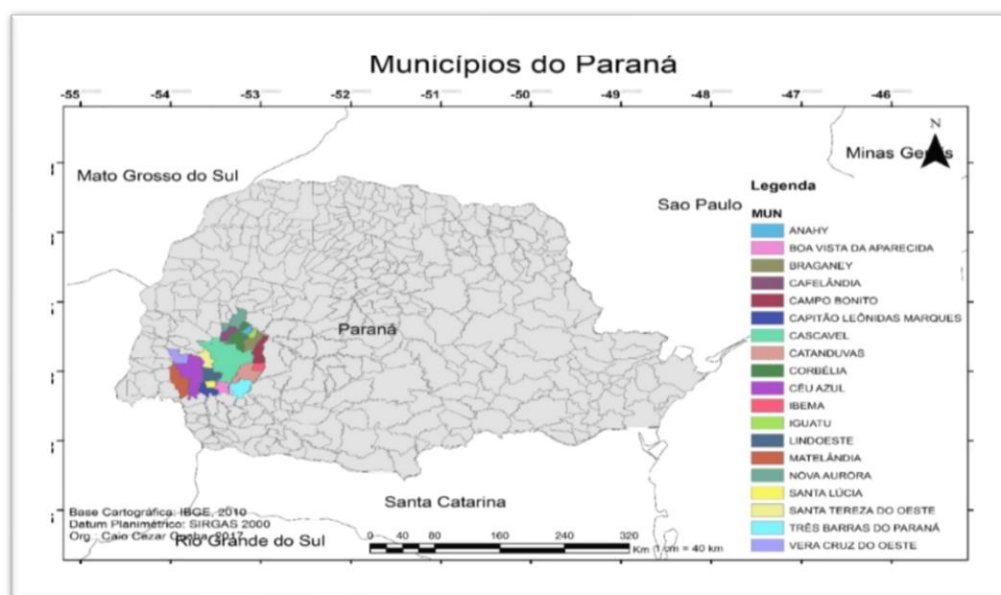 Municípios do Paraná
-55 -54 -53 -52 -51 -50 -49 -48 -47 -46
N
Minas Gerais
Mato Grosso do Sul
Sao Paulo
Paraná
Santa Catarina
Rio Grande do Sul
Legenda
MUN
ANAHY
BOA VISTA DA APARECIDA
BRAGANEY
CAFELÂNDIA
CAMPO BONITO
CAPITÃO LEÔNIDAS MARQUES
CASCAVEL
CATANDUVAS
CORBÉLIA
CÉU AZUL
IBEMA
IGUATU
LINDOESTE
MATELÂNDIA
NOVA AURORA
SANTA LÚCIA
SANTA TEREZA DO OESTE
TRÊS BARRAS DO PARANÁ
VERA CRUZ DO OESTE
Base Cartográfica: IBGE, 2010
Datum Planimétrico: SIRGAS 2000
Org.: Caio Cezar 2017
0 40 80 160 240 320
Km 1 cm = 40 km